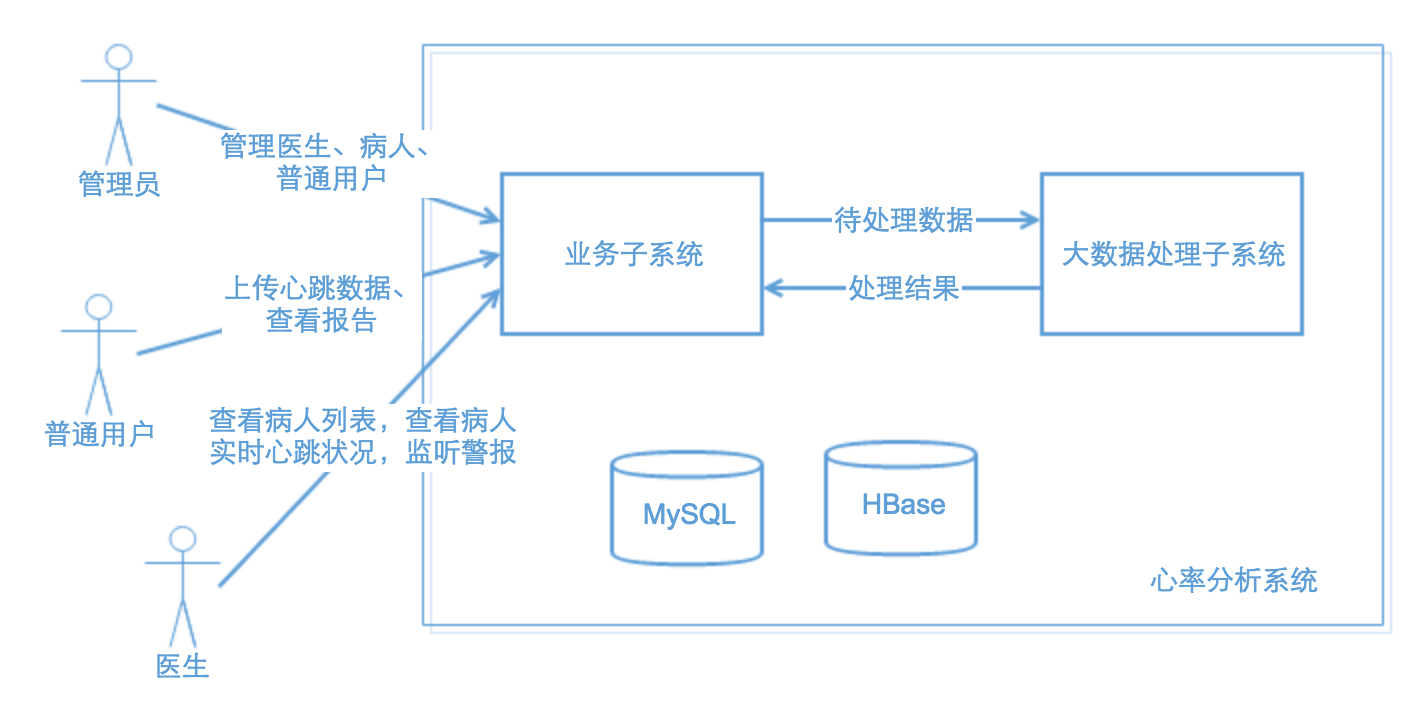 管理员
管理医生、病人、
普通用户
业务子系统
待处理数据
处理结果
大数据处理子系统
上传心跳数据、
查看报告
普通用户
查看病人列表，查看病人
实时心跳状况，监听警报
MySQL
HBase
心率分析系统
医生